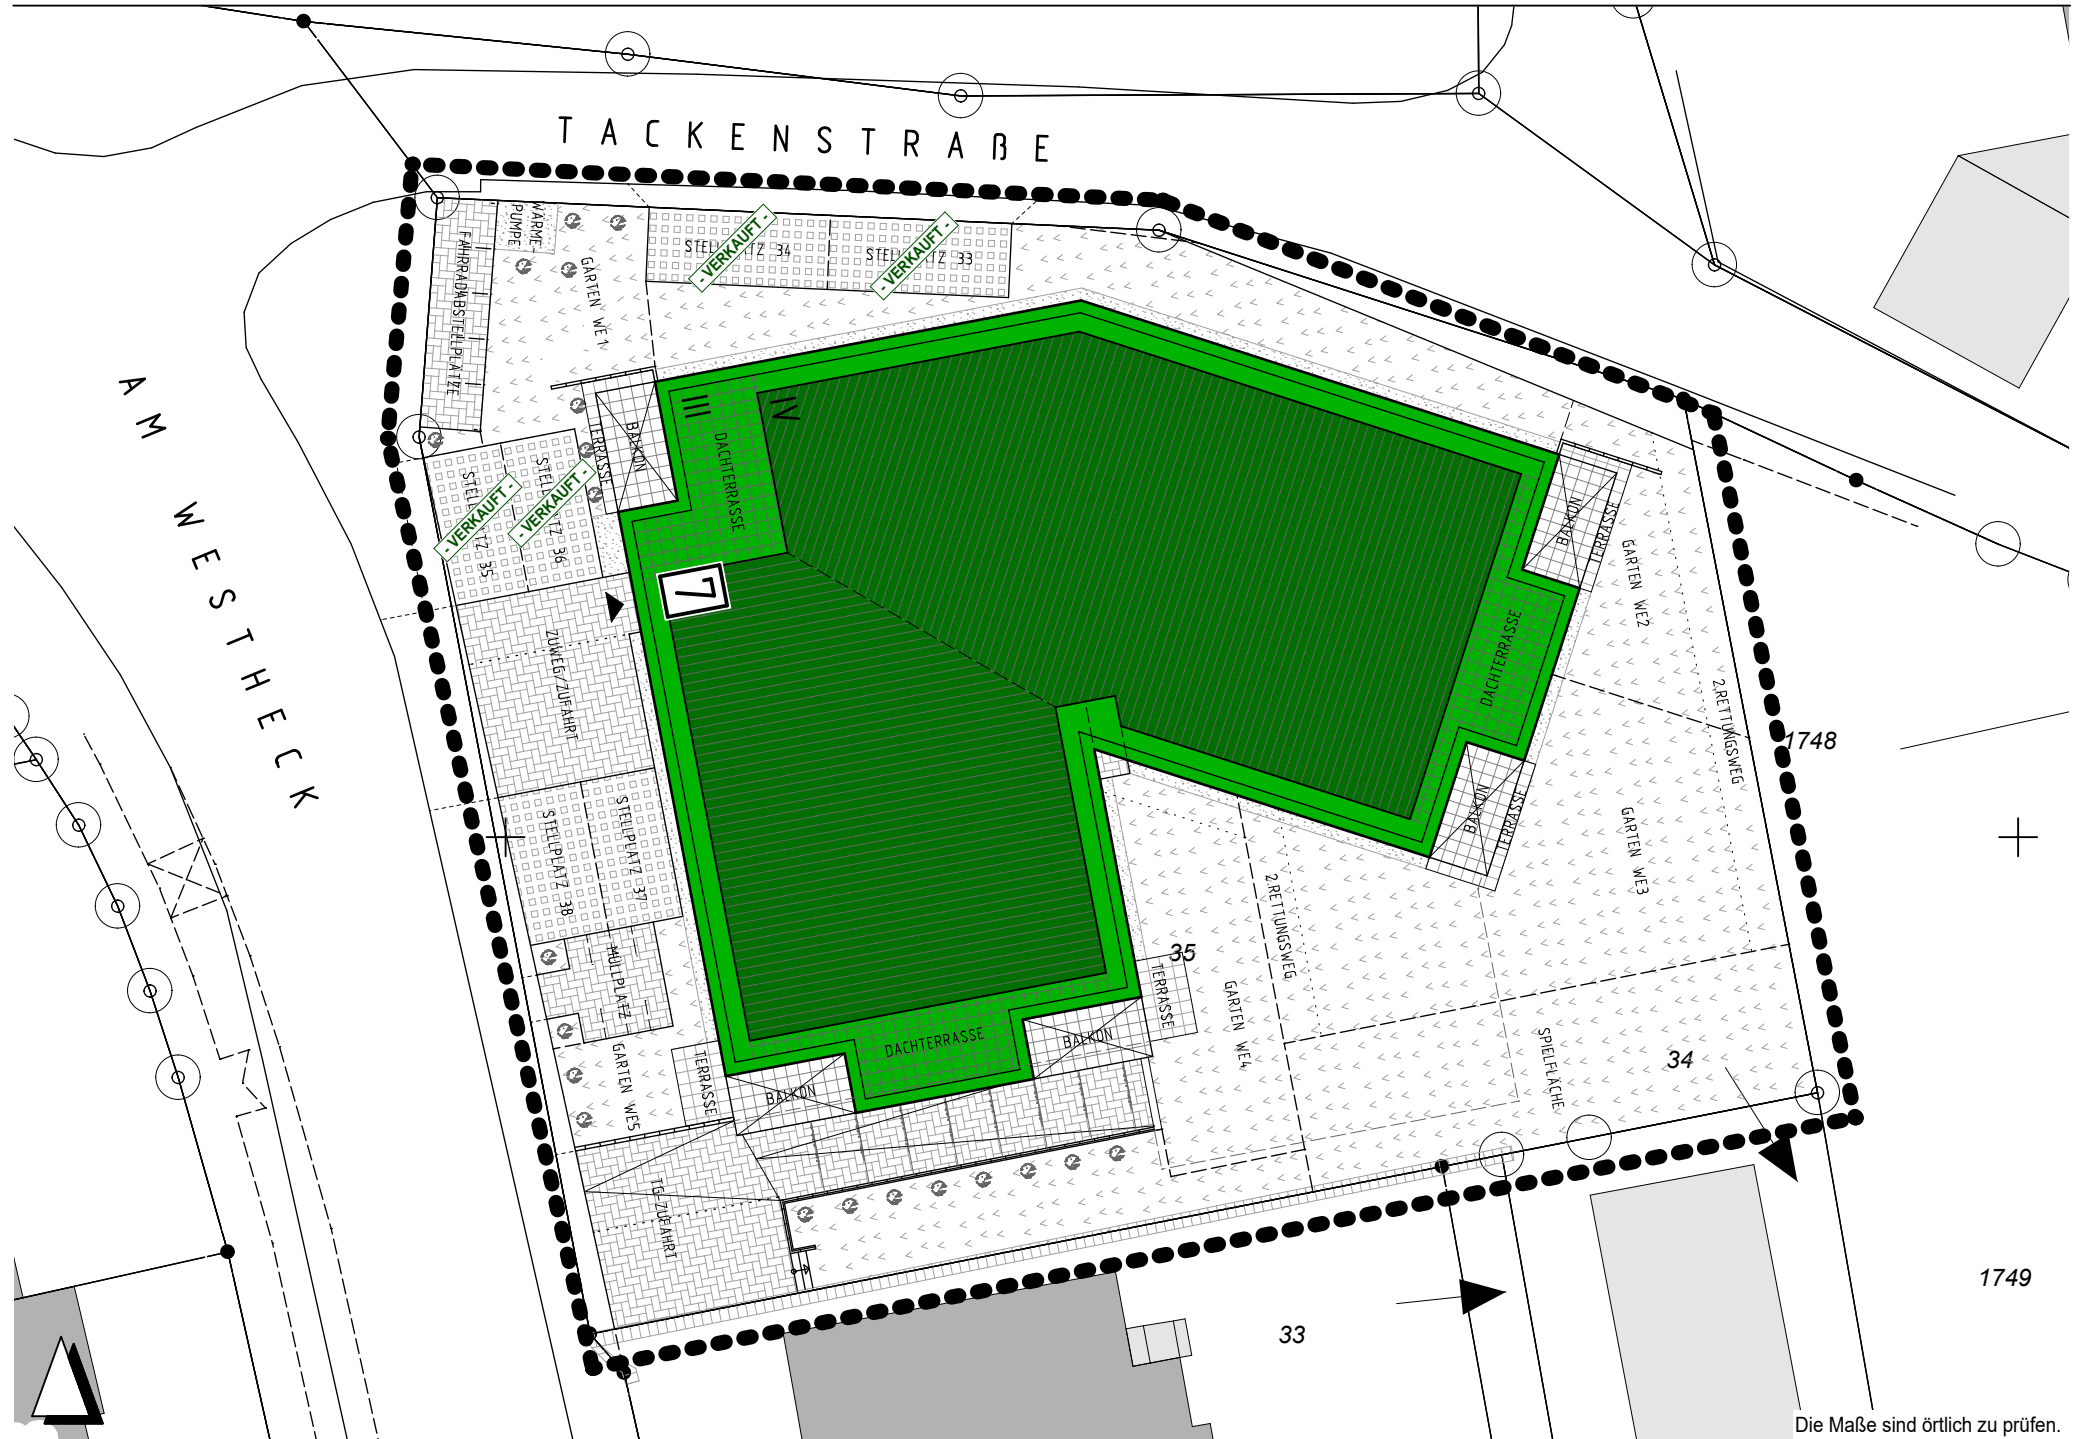 TACKENSTRAßE
WÄRME-
PUMPE
FAHRRADABSTELLPLÄTZE
GARTEN WE1
STELLPLATZ 34
- VERKAUFT -
STELLPLATZ 33
- VERKAUFT -
AM WESTHECK
TERRASSE
BALKON
III
IV
DACHTERRASSE
STELLPLATZ 35
- VERKAUFT -
STELLPLATZ 36
- VERKAUFT -
7
ZUWEG/ZUFAHRT
BALKON
TERRASSE
GARTEN WE2
DACHTERRASSE
2.RETTUNGSWEG
1748
STELLPLATZ 38
STELLPLATZ 37
BALKON
TERRASSE
GARTEN WE3
2.RETTUNGSWEG
35
MÜLLPLATZ
TERRASSE
GARTEN WE4
DACHTERRASSE
BALKON
SPIELFLÄCHE
34
GARTEN WE5
TERRASSE
BALKON
TG-ZUFAHRT
1749
33
Die Maße sind örtlich zu prüfen.